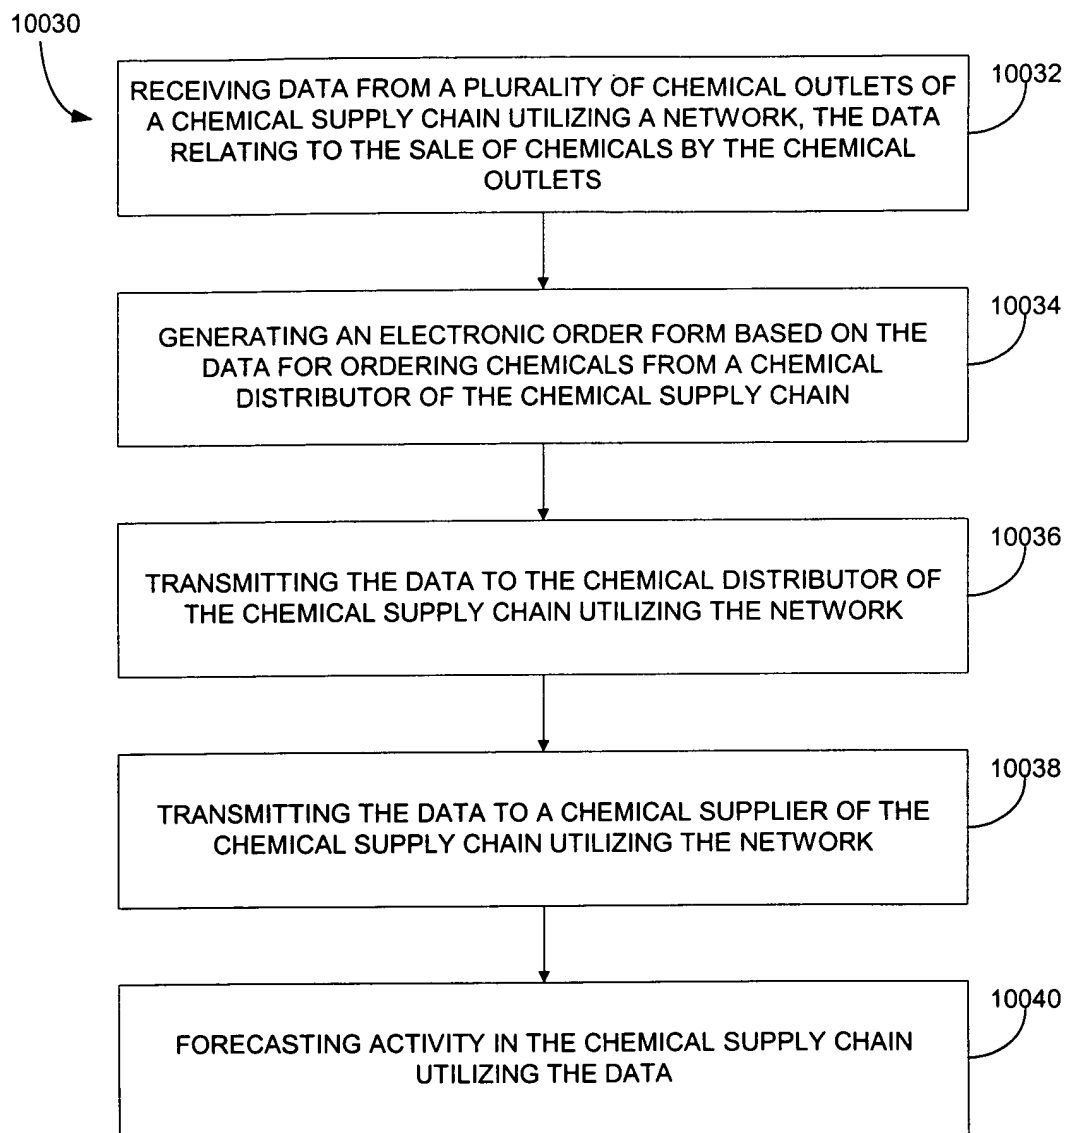 10030
10032
RECEIVING DATA FROM A PLURALITY OF CHEMICAL OUTLETS OF
A CHEMICAL SUPPLY CHAIN UTILIZING A NETWORK, THE DATA
RELATING TO THE SALE OF CHEMICALS BY THE CHEMICAL
OUTLETS
10034
GENERATING AN ELECTRONIC ORDER FORM BASED ON THE
DATA FOR ORDERING CHEMICALS FROM A CHEMICAL
DISTRIBUTOR OF THE CHEMICAL SUPPLY CHAIN
10036
TRANSMITTING THE DATA TO THE CHEMICAL DISTRIBUTOR OF
THE CHEMICAL SUPPLY CHAIN UTILIZING THE NETWORK
10038
TRANSMITTING THE DATA TO A CHEMICAL SUPPLIER OF THE
CHEMICAL SUPPLY CHAIN UTILIZING THE NETWORK
10040
FORECASTING ACTIVITY IN THE CHEMICAL SUPPLY CHAIN
UTILIZING THE DATA